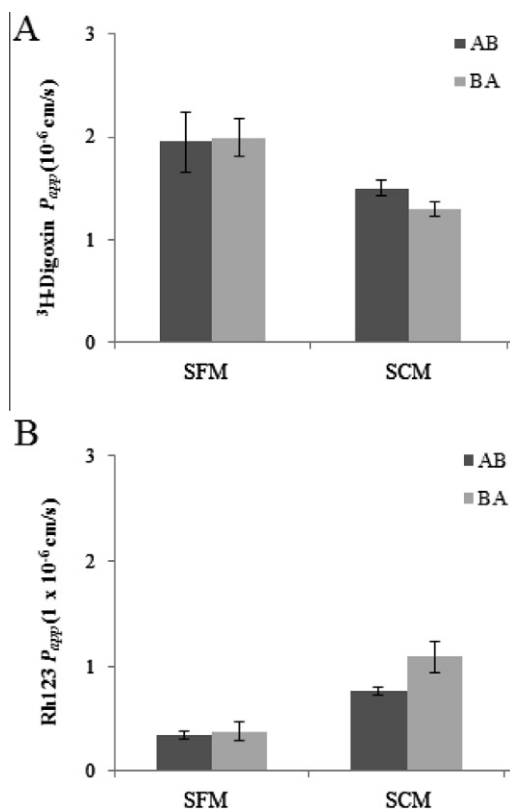 A
³H-Digoxin Papp (10⁻⁶ cm/s)
3
2
1
0
AB
BA
SFM SCM
B
Rh123 Papp (1 x 10⁻⁶ cm/s)
3
2
1
0
AB
BA
SFM SCM